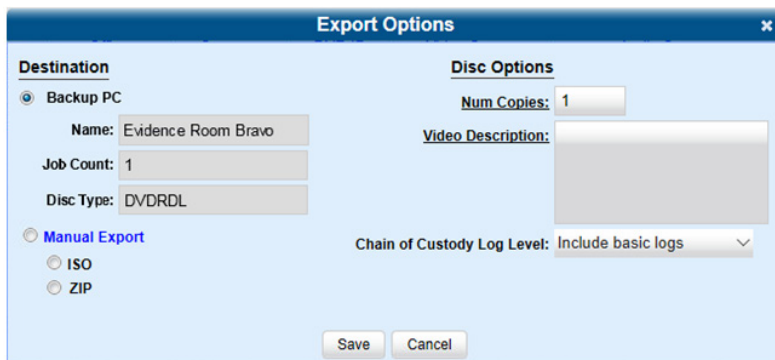 Export Options
Destination
Backup PC
Name: Evidence Room Bravo
Job Count: 1
Disc Type: DVDRDL
Manual Export
ISO
ZIP
Disc Options
Num Copies: 1
Video Description:
Chain of Custody Log Level: Include basic logs
Save
Cancel